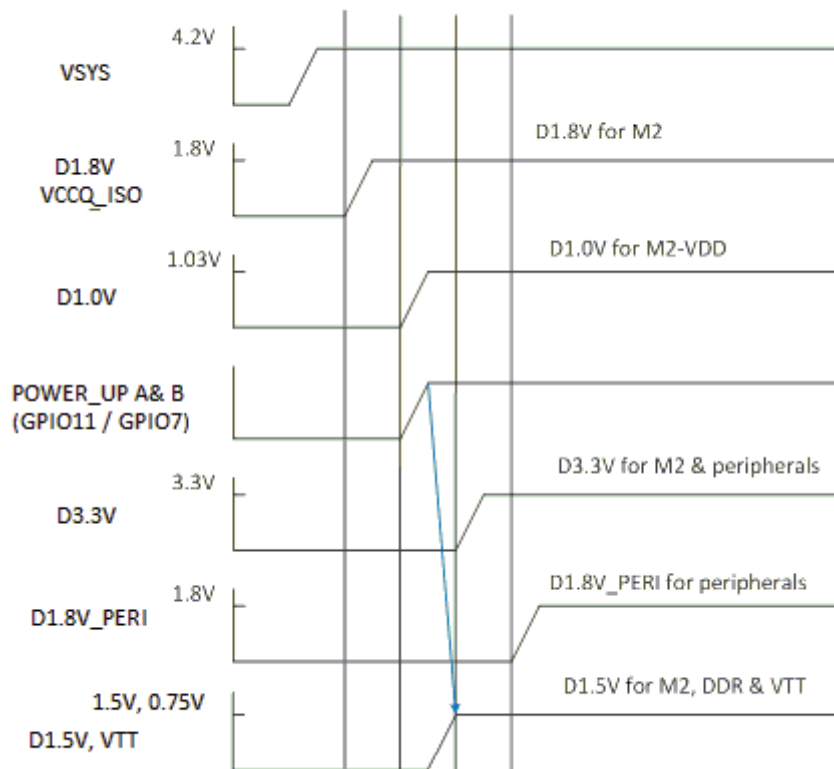 4.2V
VSYS
D1.8V for M2
1.8V
D1.8V
VCCQ_ISO
D1.0V for M2-VDD
1.03V
D1.0V
POWER_UP A& B
(GPIO11 / GPIO7)
D3.3V for M2 & peripherals
3.3V
D3.3V
D1.8V_PERI for peripherals
1.8V
D1.8V_PERI
D1.5V for M2, DDR & VTT
1.5V, 0.75V
D1.5V, VTT